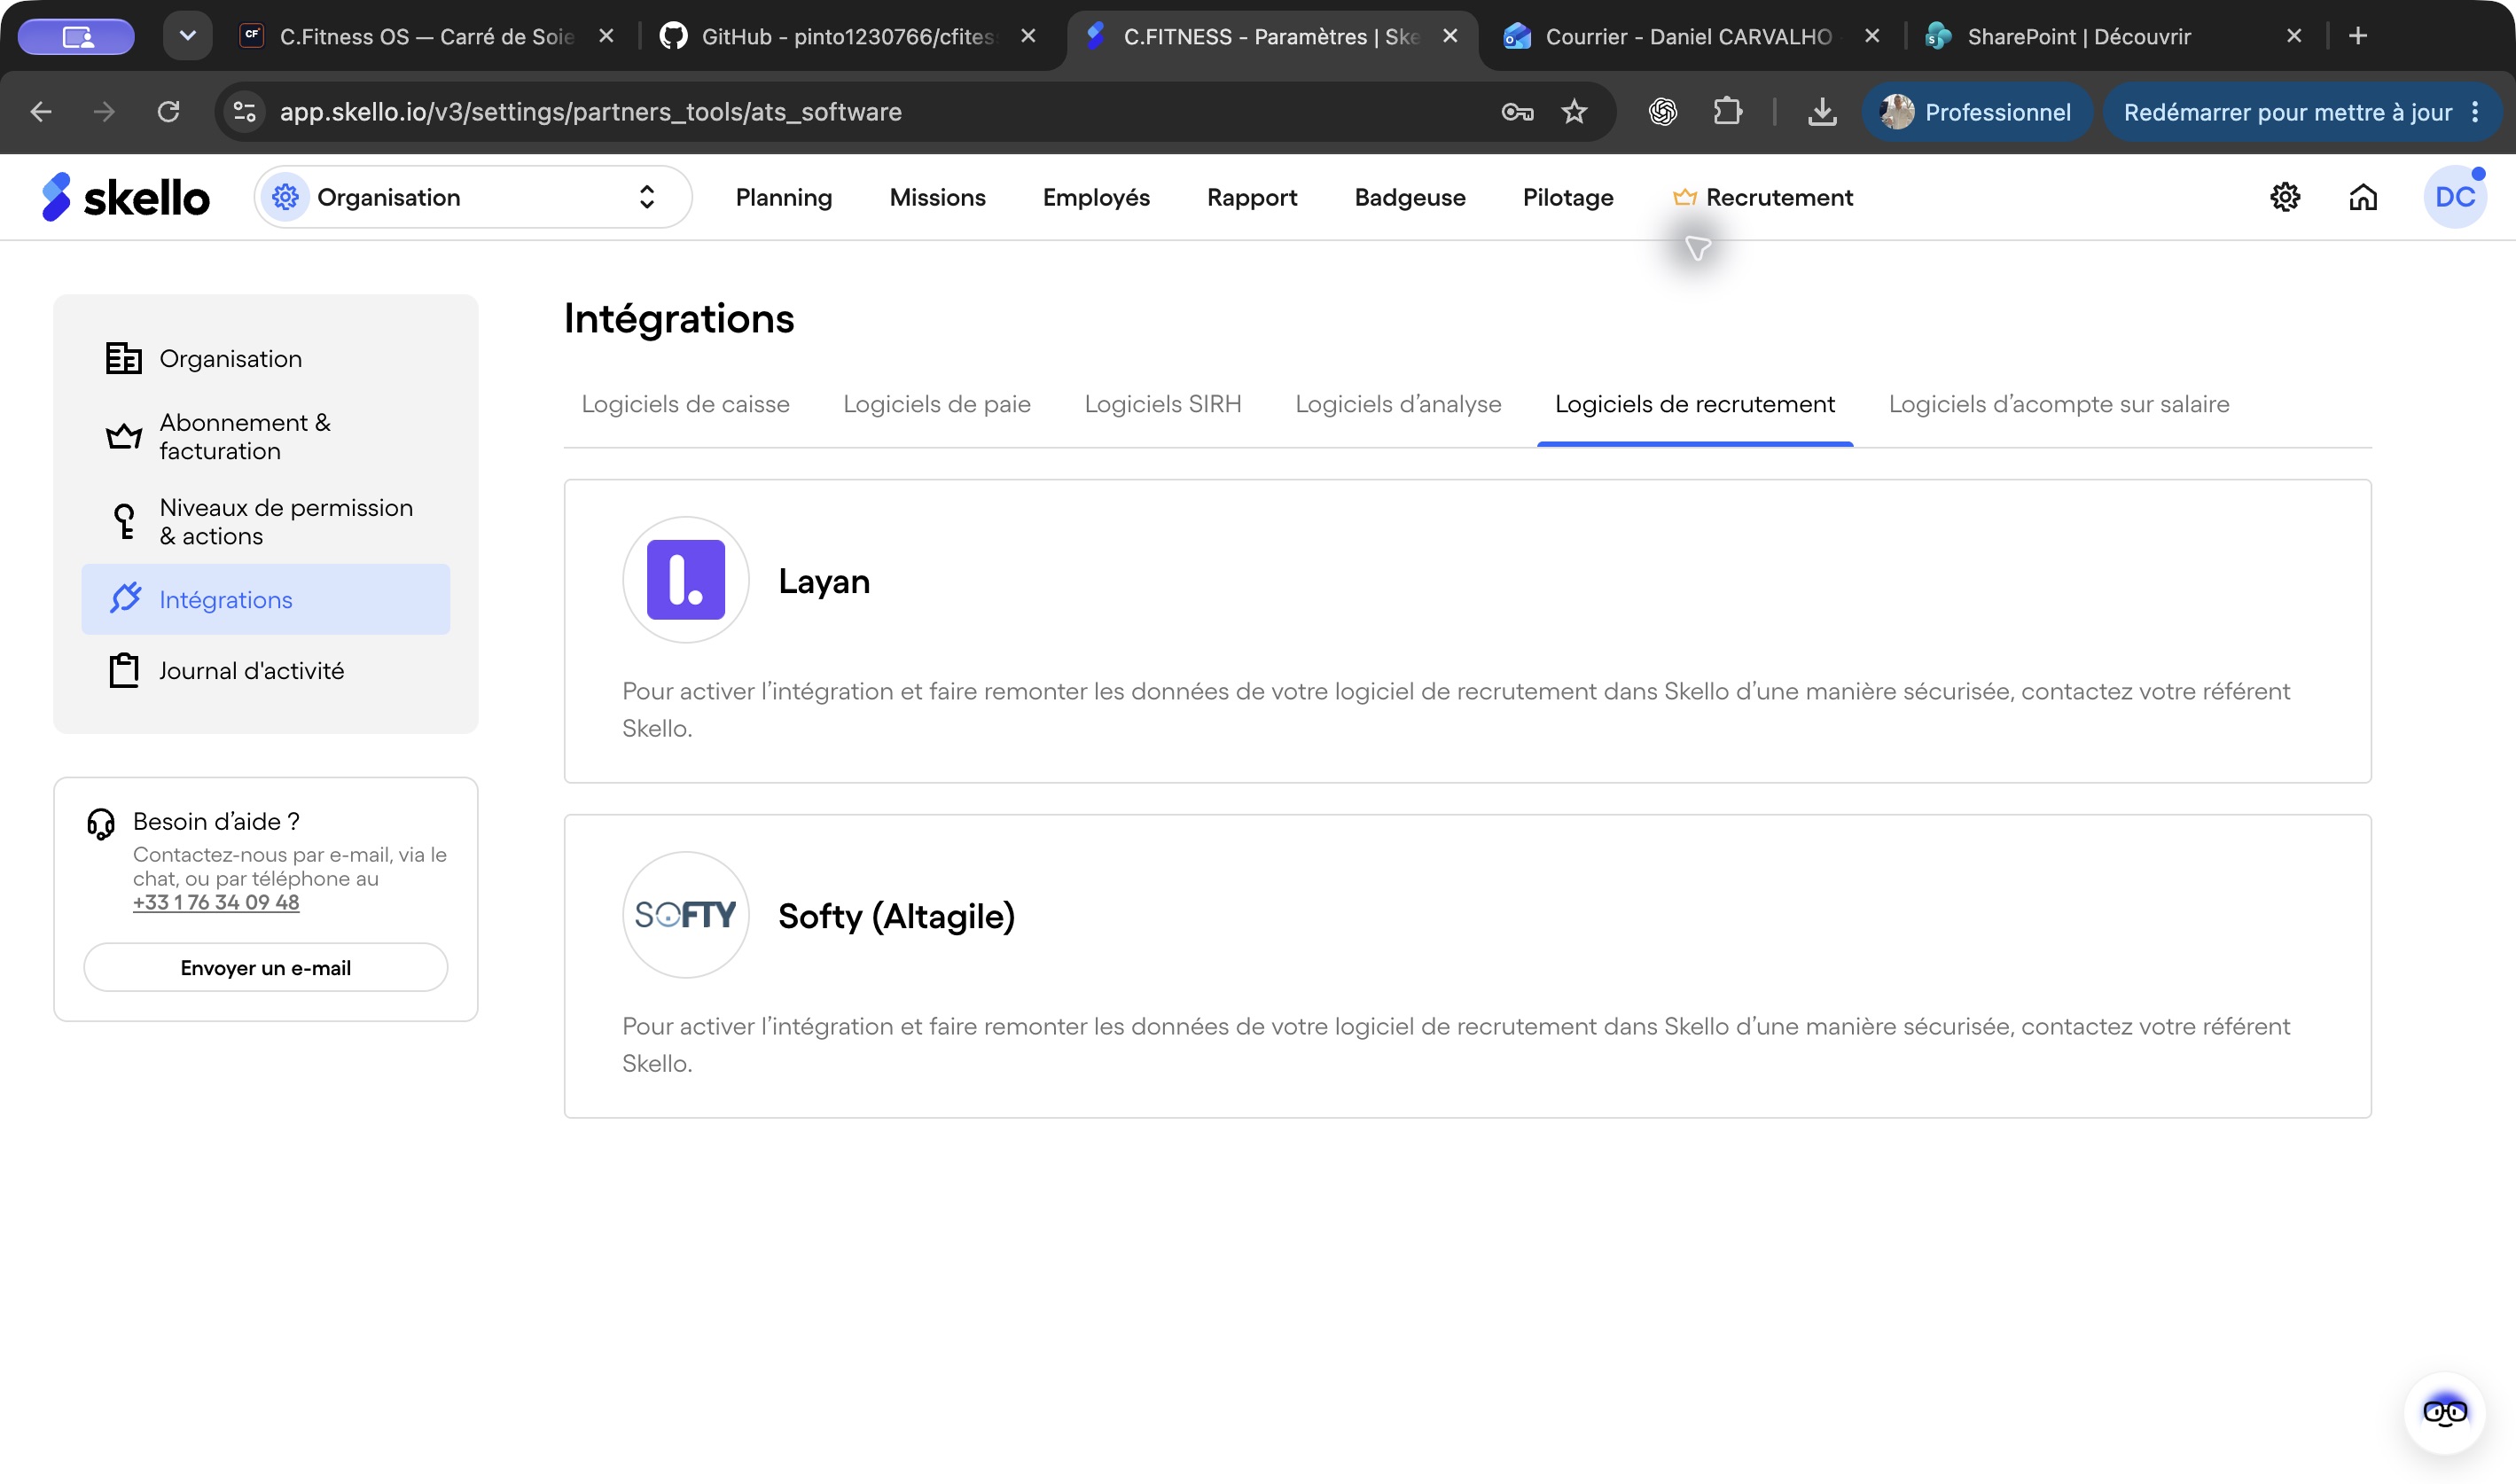 C.Fitness OS — Carré de Soie
GitHub - pinto1230766/cfites
C.FITNESS - Paramètres | Ske
Courrier - Daniel CARVALHO
SharePoint | Découvrir
app.skello.io/v3/settings/partners_tools/ats_software
Professionnel
Redémarrer pour mettre à jour
skello
Organisation
Planning
Missions
Employés
Rapport
Badgeuse
Pilotage
Recrutement
DC
Organisation
Abonnement &
facturation
Niveaux de permission
& actions
Intégrations
Journal d'activité
Besoin d’aide ?
Contactez-nous par e-mail, via le
chat, ou par téléphone au
+33 1 76 34 09 48
Envoyer un e-mail
Intégrations
Logiciels de caisse
Logiciels de paie
Logiciels SIRH
Logiciels d’analyse
Logiciels de recrutement
Logiciels d’acompte sur salaire
l.
Layan
Pour activer l’intégration et faire remonter les données de votre logiciel de recrutement dans Skello d’une manière sécurisée, contactez votre référent
Skello.
SOFTY
Softy (Altagile)
Pour activer l’intégration et faire remonter les données de votre logiciel de recrutement dans Skello d’une manière sécurisée, contactez votre référent
Skello.